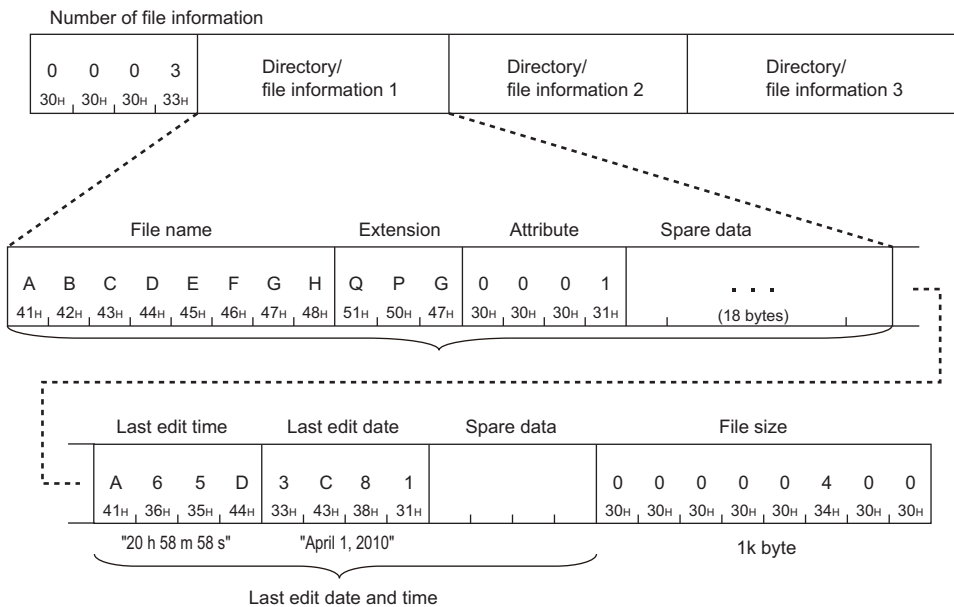 Number of file information
0 0 0 3
30H 30H 30H 33H
Directory/
file information 1
Directory/
file information 2
Directory/
file information 3
File name Extension Attribute Spare data
A B C D E F G H Q P G 0 0 0 1 ...
41H 42H 43H 44H 45H 46H 47H 48H 51H 50H 47H 30H 30H 30H 31H (18 bytes)
Last edit time Last edit date Spare data File size
A 6 5 D 3 C 8 1 0 0 0 0 0 4 0 0
41H 36H 35H 44H 33H 43H 38H 31H 30H 30H 30H 30H 30H 34H 30H 30H
"20 h 58 m 58 s" "April 1, 2010" 1k byte
Last edit date and time